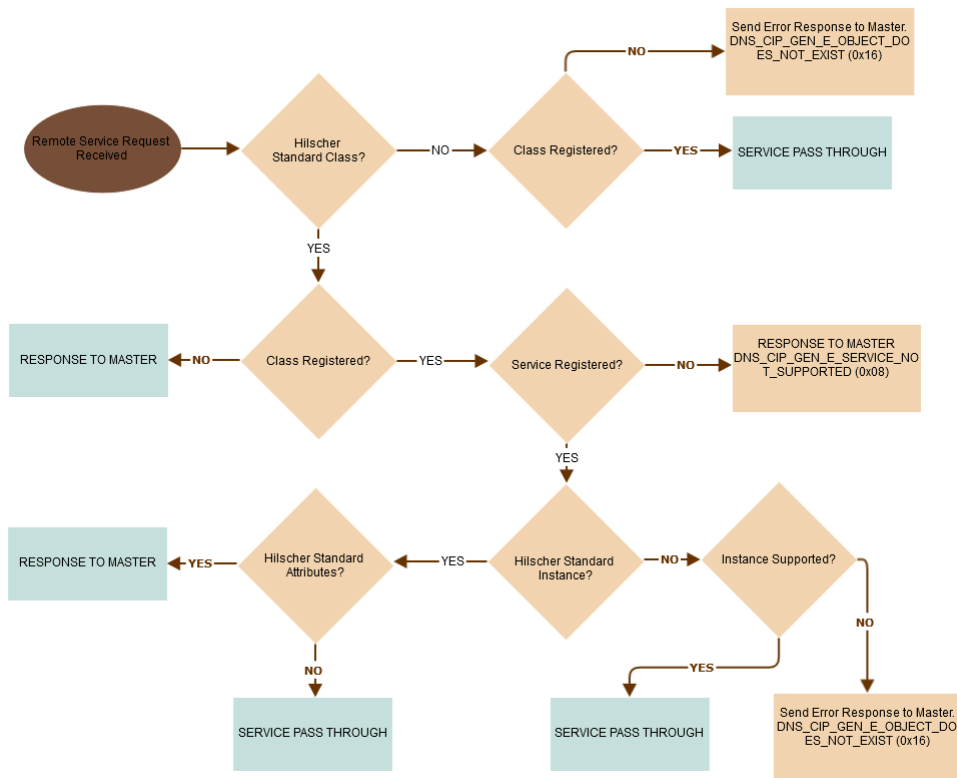 Send Error Response to Master.
DNS_CIP_GEN_E_OBJECT_DO
ES_NOT_EXIST (0x16)
NO
Remote Service Request
Received
Hilscher
Standard Class?
NO
Class Registered?
YES
SERVICE PASS THROUGH
YES
RESPONSE TO MASTER
NO
Class Registered?
YES
Service Registered?
NO
RESPONSE TO MASTER
DNS_CIP_GEN_E_SERVICE_NO
T_SUPPORTED (0x08)
YES
RESPONSE TO MASTER
YES
Hilscher Standard
Attributes?
YES
Hilscher Standard
Instance?
NO
Instance Supported?
NO
NO
YES
SERVICE PASS THROUGH
SERVICE PASS THROUGH
Send Error Response to Master.
DNS_CIP_GEN_E_OBJECT_DO
ES_NOT_EXIST (0x16)